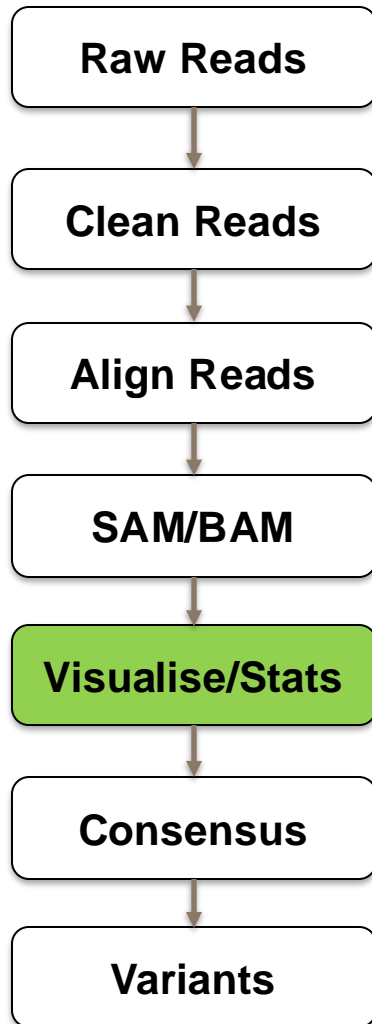 Raw Reads
Clean Reads
Align Reads
SAM/BAM
Visualise/Stats
Consensus
Variants